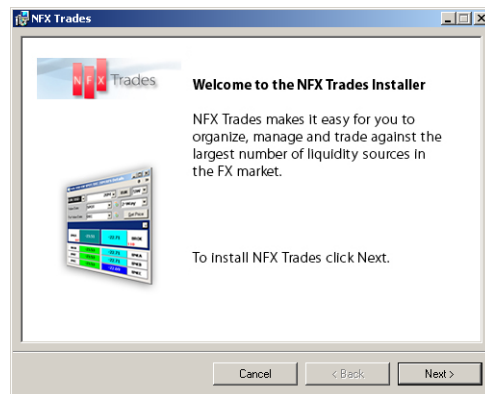 NFX Trades
N F X Trades
Welcome to the NFX Trades Installer
NFX Trades makes it easy for you to
organize, manage and trade against the
largest number of liquidity sources in
the FX market.
To install NFX Trades click Next.
Cancel
< Back
Next >